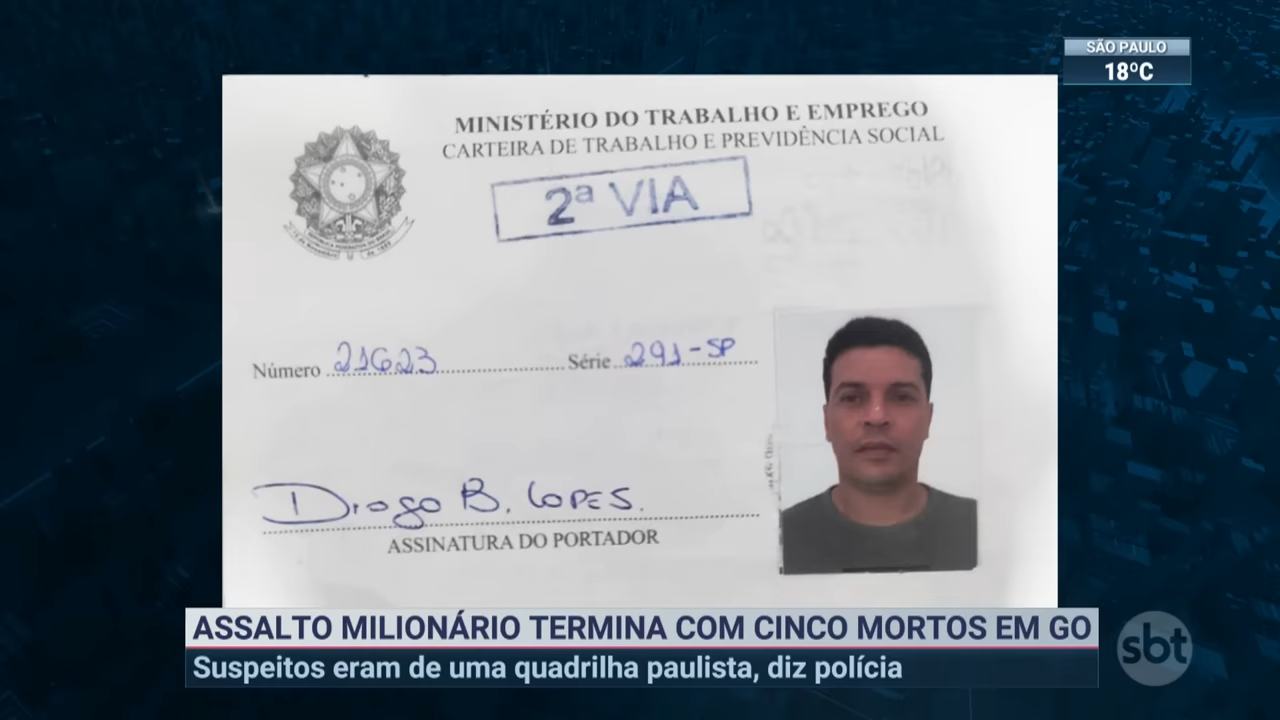 SÃO PAULO
18ºC
MINISTÉRIO DO TRABALHO E EMPREGO
CARTEIRA DE TRABALHO E PREVIDÊNCIA SOCIAL
2ª VIA
Número 21623 Série 291-SP
Diogo B. LOPES.
ASSINATURA DO PORTADOR
ASSALTO MILIONÁRIO TERMINA COM CINCO MORTOS EM GO
Suspeitos eram de uma quadrilha paulista, diz polícia
sbt